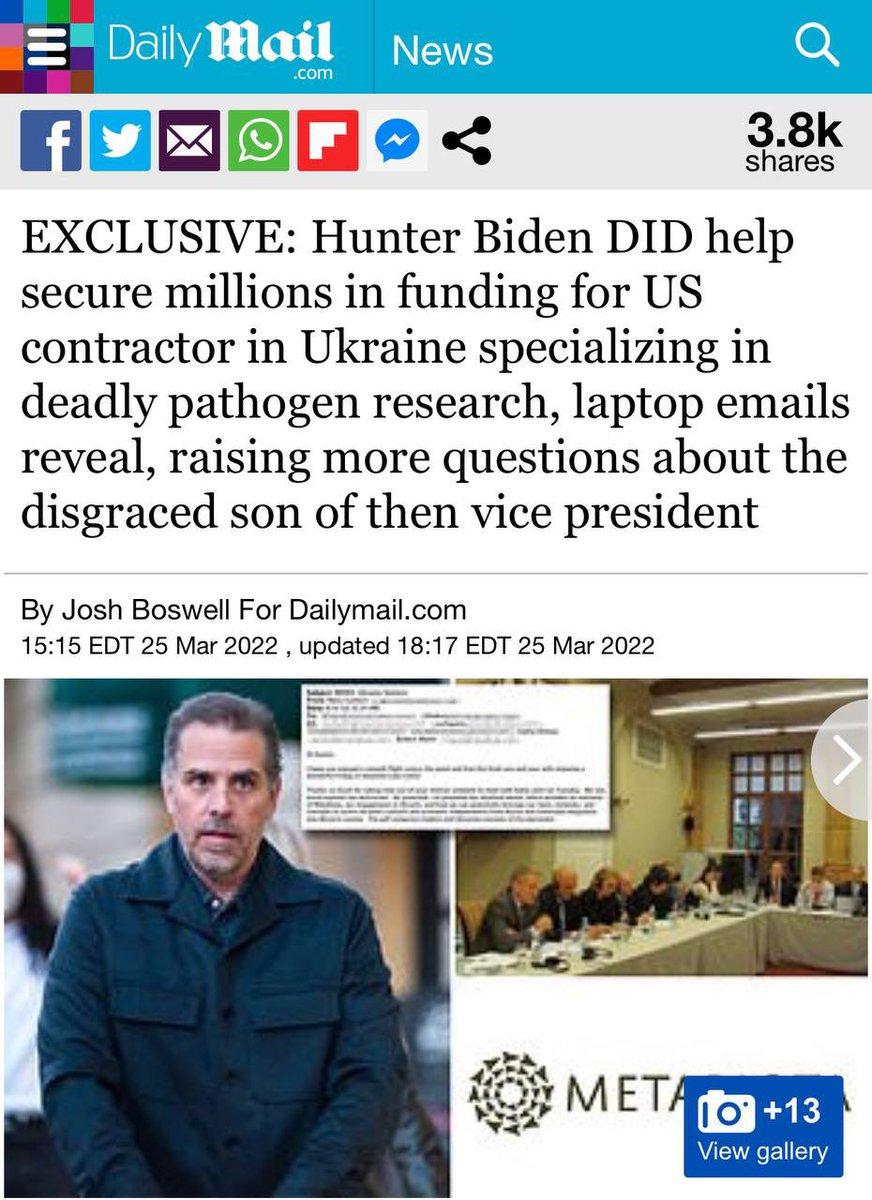 Daily Mail
.com
News
3.8k
shares
EXCLUSIVE: Hunter Biden DID help
secure millions in funding for US
contractor in Ukraine specializing in
deadly pathogen research, laptop emails
reveal, raising more questions about the
disgraced son of then vice president
By Josh Boswell For Dailymail.com
15:15 EDT 25 Mar 2022 , updated 18:17 EDT 25 Mar 2022
+13
View gallery